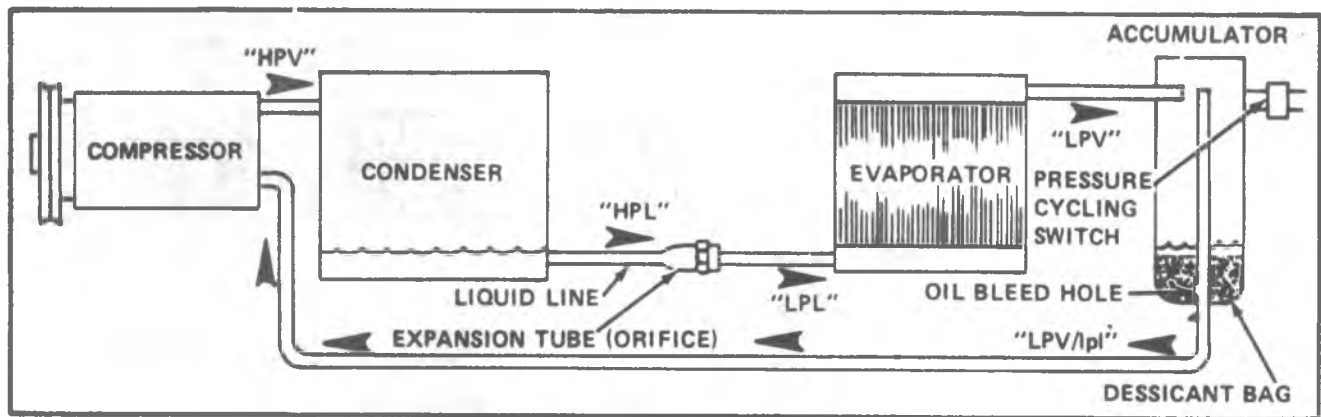 ACCUMULATOR
"HPV"
COMPRESSOR
CONDENSER
"LPV"
EVAPORATOR
PRESSURE
CYCLING
SWITCH
"HPL"
LIQUID LINE
"LPL"
OIL BLEED HOLE
EXPANSION TUBE (ORIFICE)
"LPV/lpl"
DESSICANT BAG